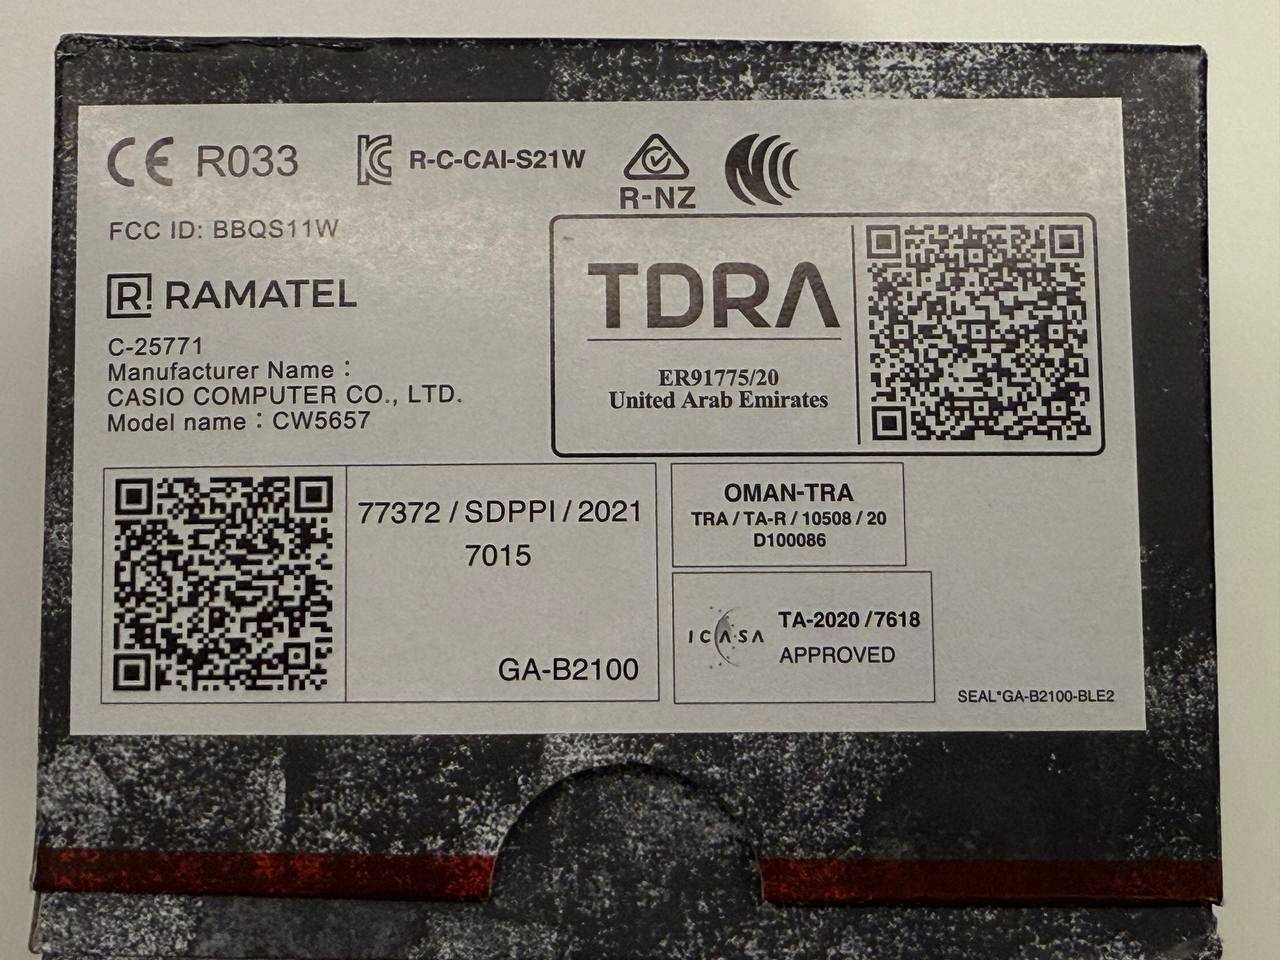 CE R033
R-C-CAI-S21W
R-NZ
FCC ID: BBQS11W
R! RAMATEL
C-25771
Manufacturer Name :
CASIO COMPUTER CO., LTD.
Model name : CW5657
TDRA
ER91775/20
United Arab Emirates
77372 / SDPPI / 2021
7015
GA-B2100
OMAN-TRA
TRA / TA-R / 10508 / 20
D100086
ICASA
TA-2020 /7618
APPROVED
SEAL*GA-B2100-BLE2